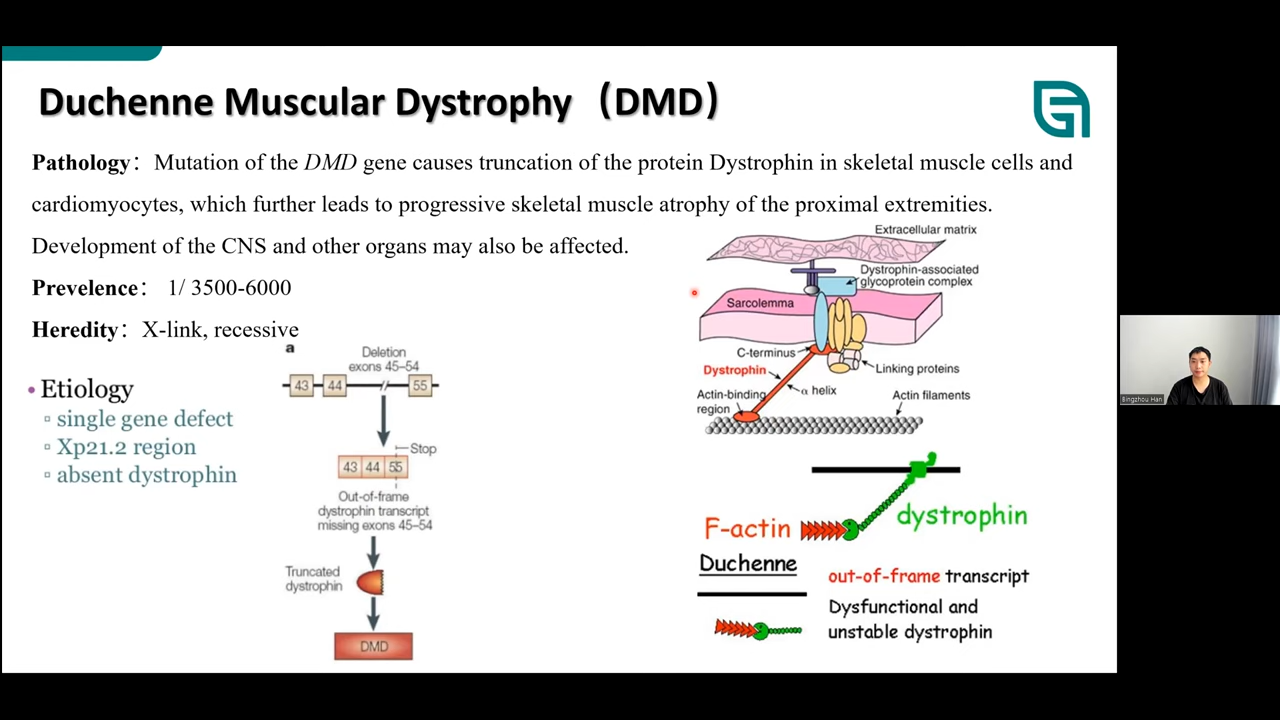 Duchenne Muscular Dystrophy（DMD）
Pathology： Mutation of the DMD gene causes truncation of the protein Dystrophin in skeletal muscle cells and
cardiomyocytes, which further leads to progressive skeletal muscle atrophy of the proximal extremities.
Development of the CNS and other organs may also be affected.
Prevelence： 1/ 3500-6000
Heredity： X-link, recessive
• Etiology
▫ single gene defect
▫ Xp21.2 region
▫ absent dystrophin
a
Deletion
exons 45–54
43 44 55
Stop
43 44 55
Out-of-frame
dystrophin transcript
missing exons 45–54
Truncated
dystrophin
DMD
Extracellular matrix
Dystrophin-associated
glycoprotein complex
Sarcolemma
C-terminus
Linking proteins
Dystrophin
α helix
Actin-binding
region
Actin filaments
F-actin
dystrophin
Duchenne
out-of-frame transcript
Dysfunctional and
unstable dystrophin
Bingzhou Han